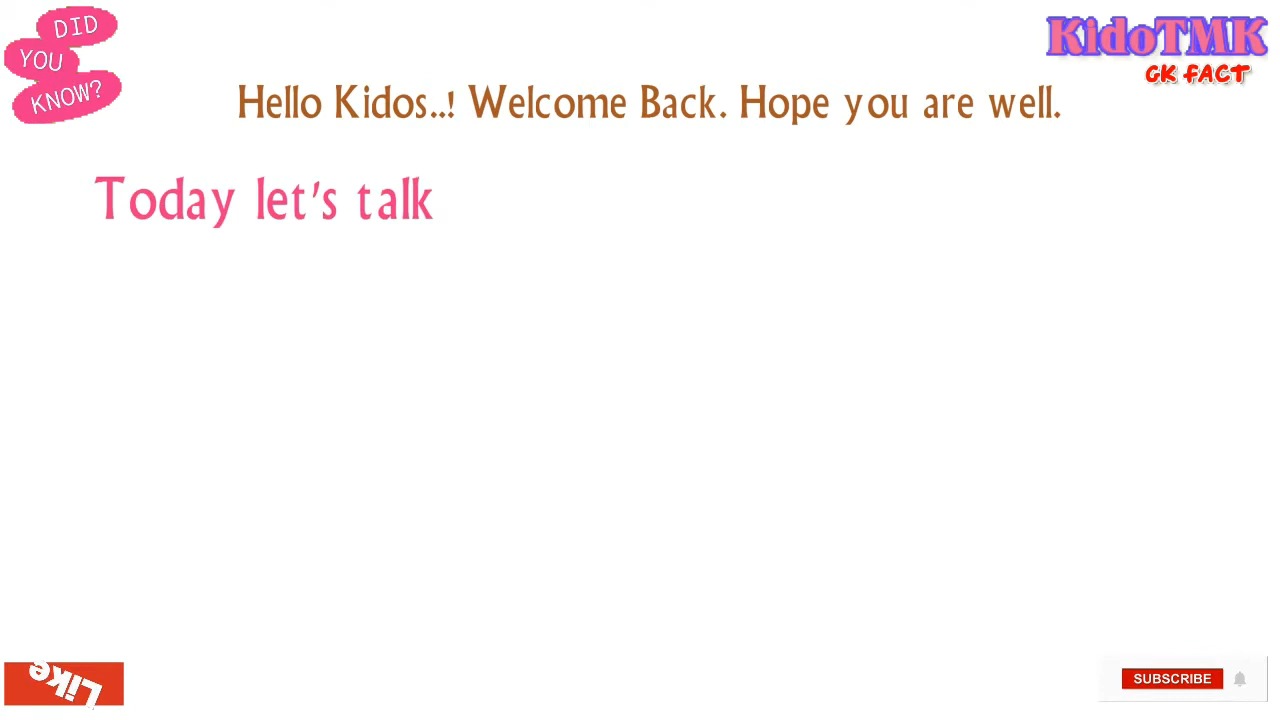 DID
YOU
KNOW?
KidoTMK
GK FACT
Hello Kidos..! Welcome Back. Hope you are well.
Today let's talk
Like
SUBSCRIBE